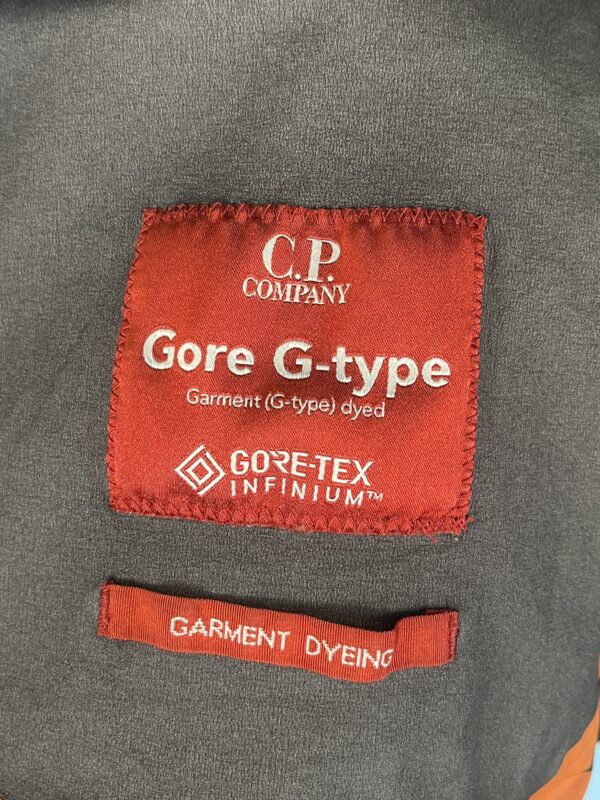 C.P.
COMPANY
Gore G-type
Garment (G-type) dyed
GORE-TEX
INFINIUM™
GARMENT DYEING